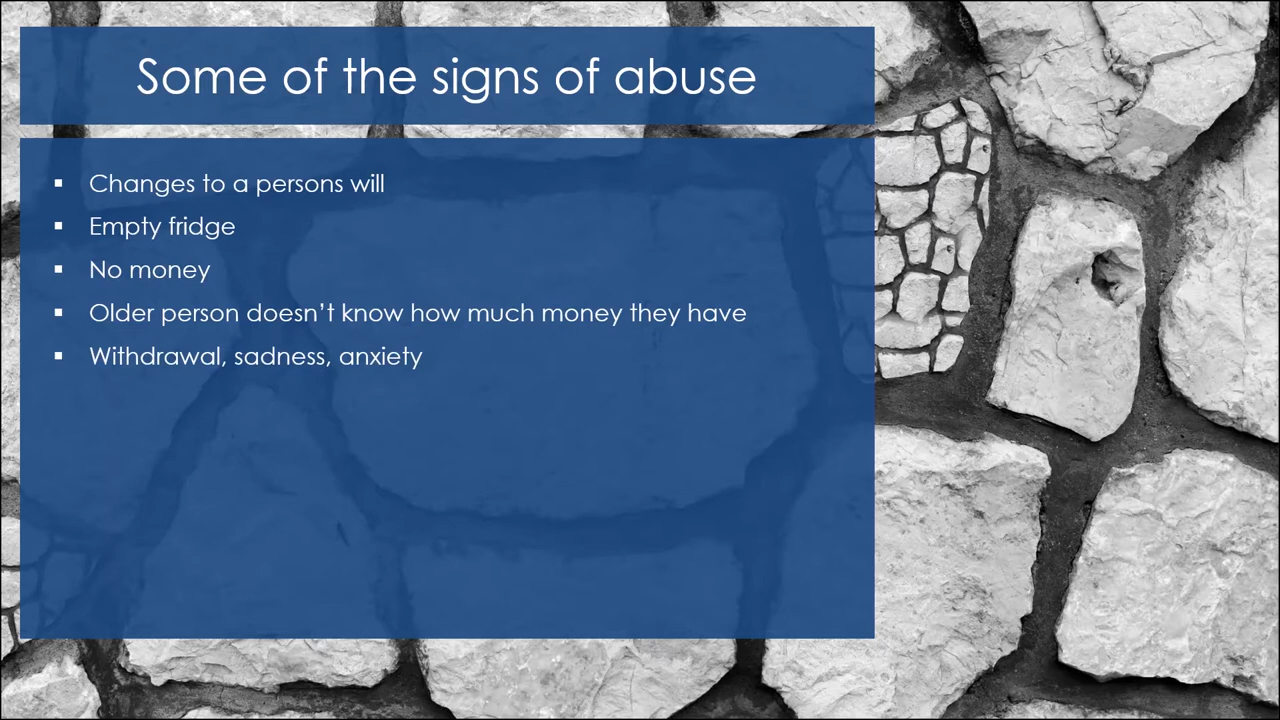 Some of the signs of abuse
▪ Changes to a persons will
▪ Empty fridge
▪ No money
▪ Older person doesn’t know how much money they have
▪ Withdrawal, sadness, anxiety